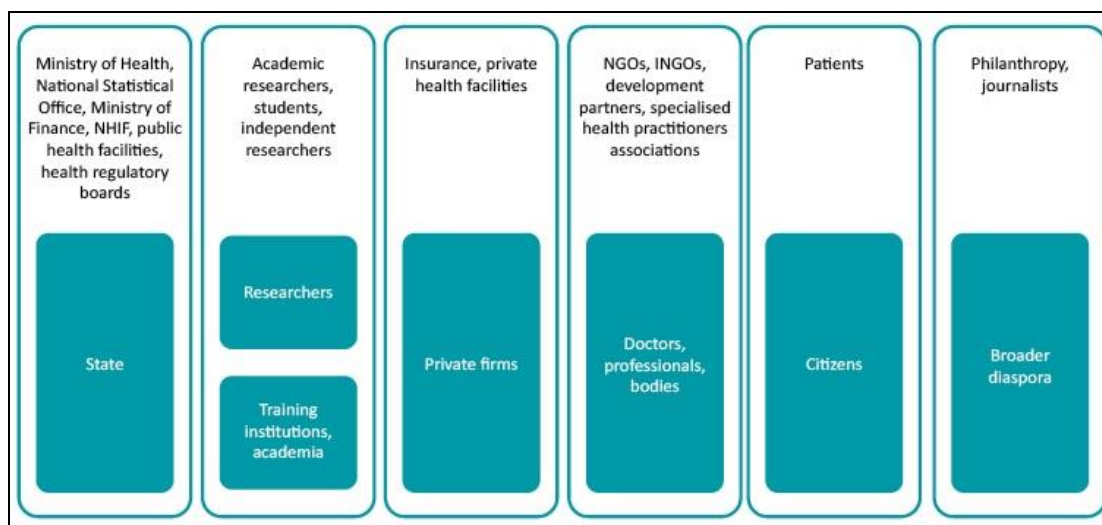 Ministry of Health,
National Statistical
Office, Ministry of
Finance, NHIF, public
health facilities,
health regulatory
boards
State
Academic
researchers,
students,
independent
researchers
Researchers
Training
institutions,
academia
Insurance, private
health facilities
Private firms
NGOs, INGOs,
development
partners, specialised
health practitioners
associations
Doctors,
professionals,
bodies
Patients
Citizens
Philanthropy,
journalists
Broader
diaspora